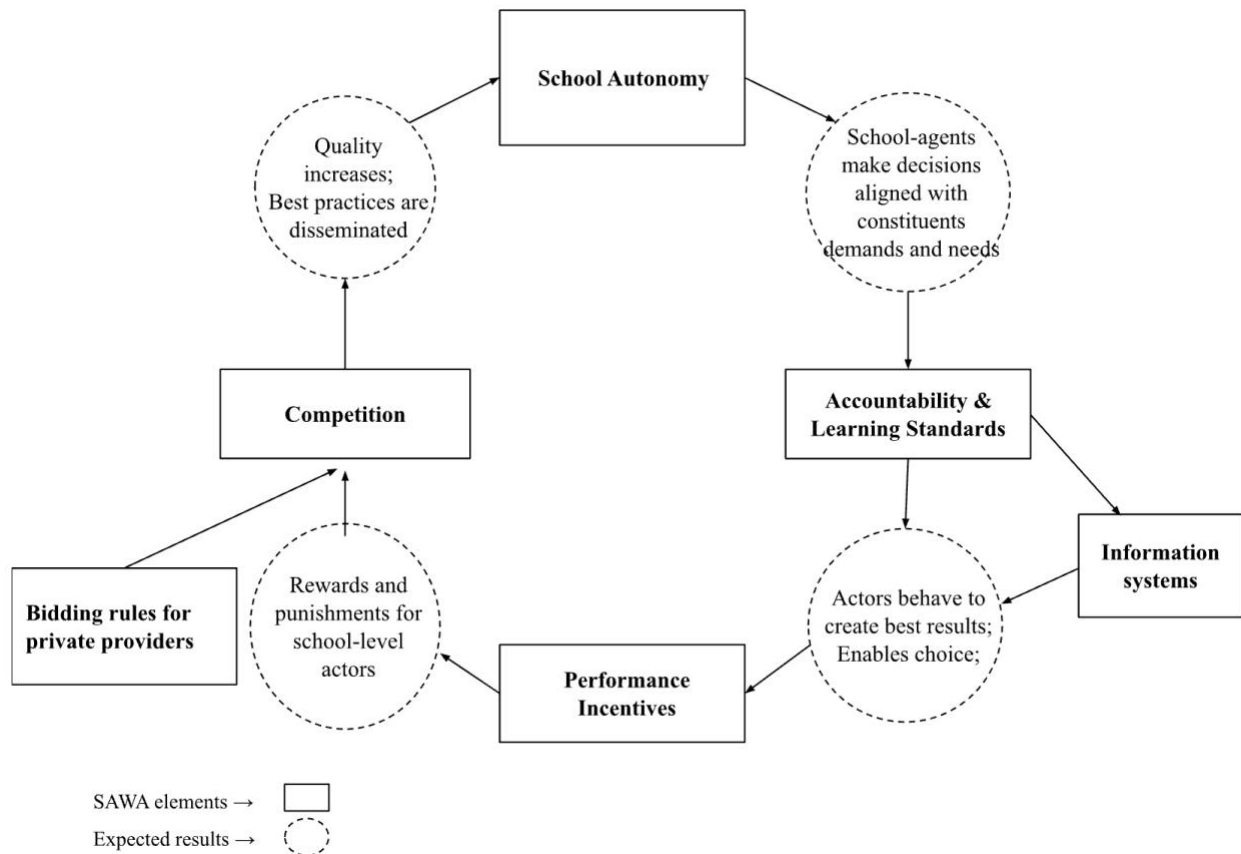 School Autonomy
Quality
increases;
Best practices are
disseminated
School-agents
make decisions
aligned with
constituents
demands and needs
Competition
Accountability &
Learning Standards
Information
systems
Bidding rules for
private providers
Rewards and
punishments for
school-level
actors
Performance
Incentives
Actors behave to
create best results;
Enables choice;
SAWA elements →
Expected results →